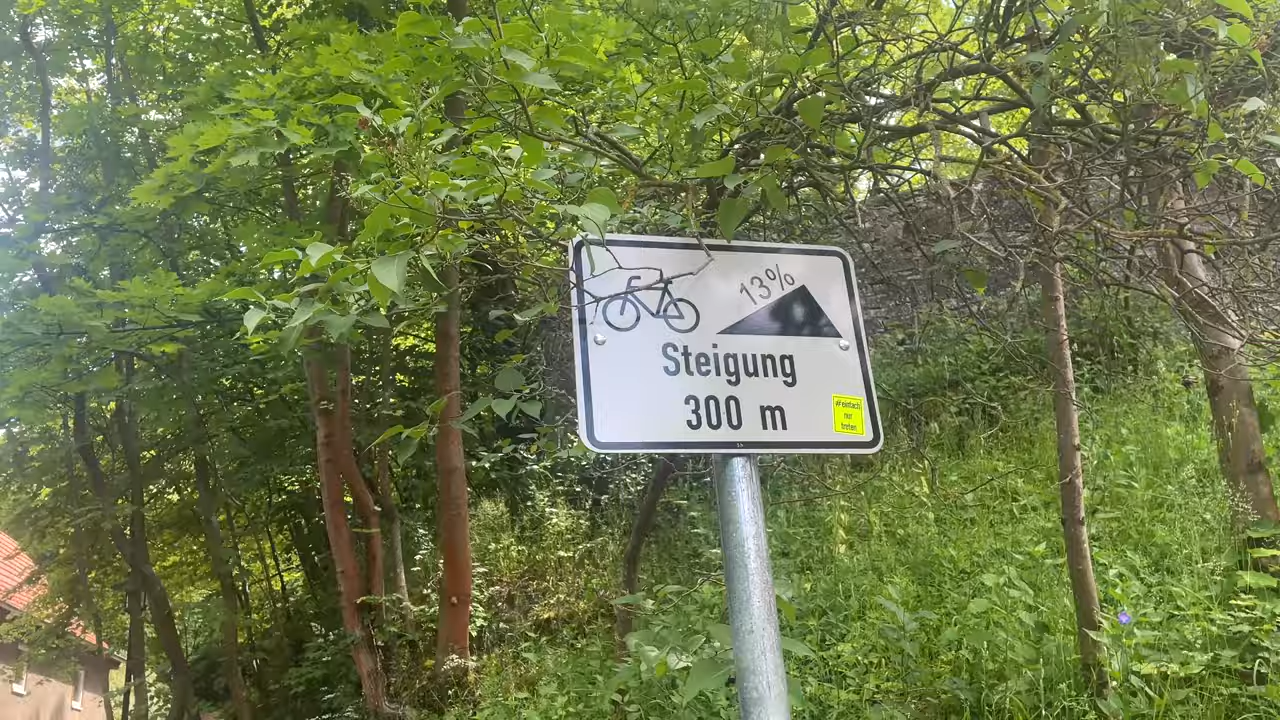 13%
Steigung
300 m
#einfach
nur
treten